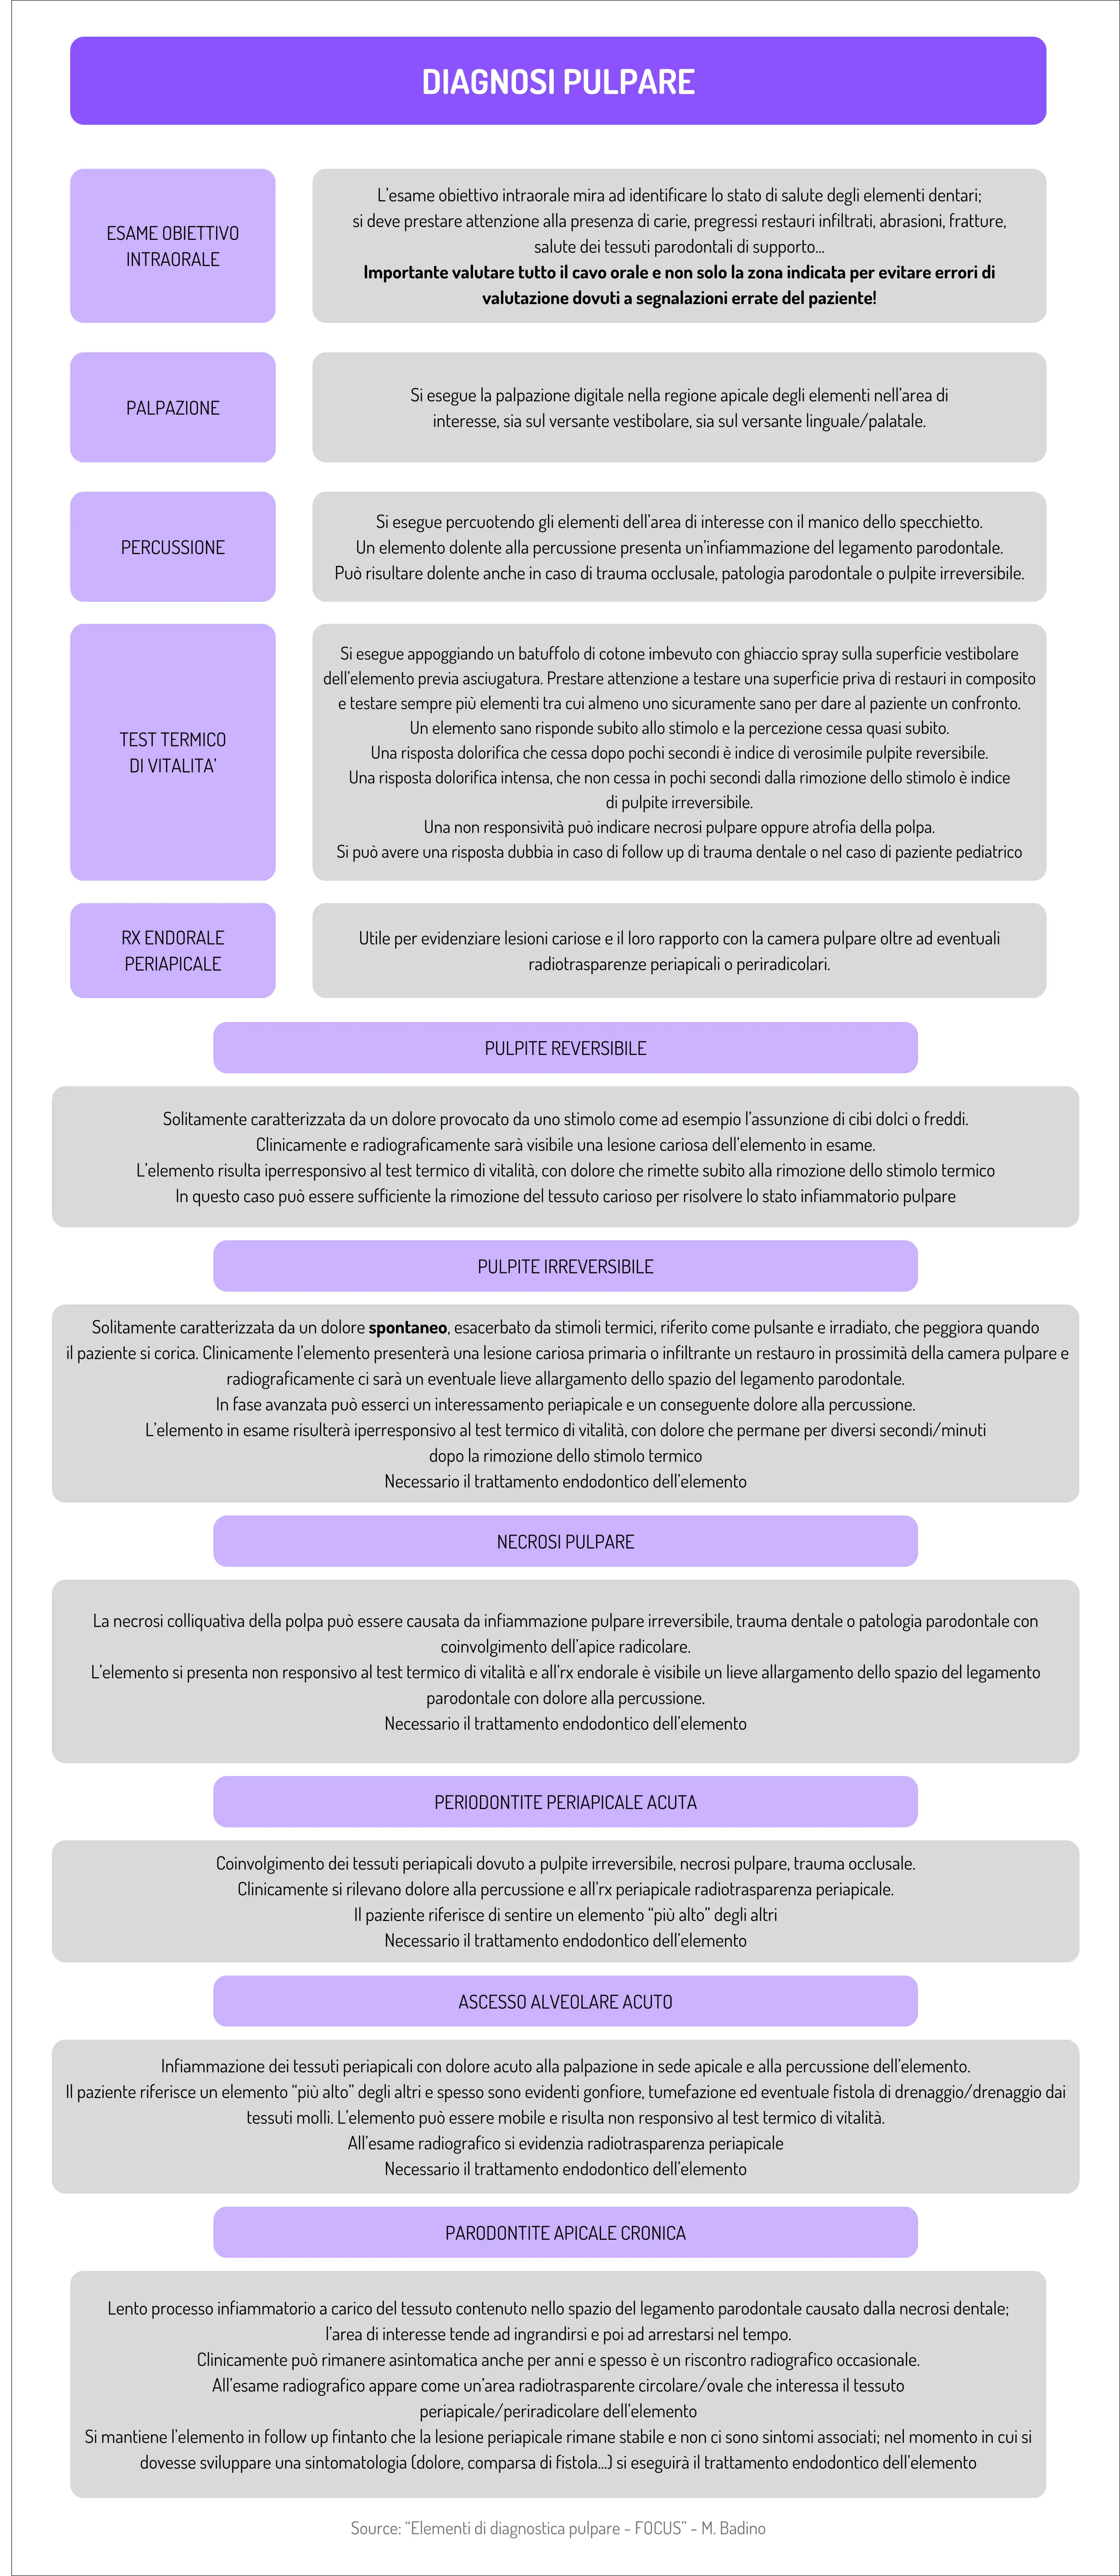 DIAGNOSI PULPARE
ESAME OBIETTIVO
INTRAORALE
L'esame obiettivo intraorale mira ad identificare lo stato di salute degli elementi dentari;
si deve prestare attenzione alla presenza di carie, pregressi restauri infiltrati, abrasioni, fratture,
salute dei tessuti parodontali di supporto...
Importante valutare tutto il cavo orale e non solo la zona indicata per evitare errori di
valutazione dovuti a segnalazioni errate del paziente!
PALPAZIONE
Si esegue la palpazione digitale nella regione apicale degli elementi nell'area di
interesse, sia sul versante vestibolare, sia sul versante linguale/palatale.
PERCUSSIONE
Si esegue percuotendo gli elementi dell'area di interesse con il manico dello specchietto.
Un elemento dolente alla percussione presenta un'infiammazione del legamento parodontale.
Può risultare dolente anche in caso di trauma occlusale, patologia parodontale o pulpite irreversibile.
TEST TERMICO
DI VITALITA'
Si esegue appoggiando un batuffolo di cotone imbevuto con ghiaccio spray sulla superficie vestibolare
dell'elemento previa asciugatura. Prestare attenzione a testare una superficie priva di restauri in composito
e testare sempre più elementi tra cui almeno uno sicuramente sano per dare al paziente un confronto.
Un elemento sano risponde subito allo stimolo e la percezione cessa quasi subito.
Una risposta dolorifica che cessa dopo pochi secondi è indice di verosimile pulpite reversibile.
Una risposta dolorifica intensa, che non cessa in pochi secondi dalla rimozione dello stimolo è indice
di pulpite irreversibile.
Una non responsività può indicare necrosi pulpare oppure atrofia della polpa.
Si può avere una risposta dubbia in caso di follow up di trauma dentale o nel caso di paziente pediatrico
RX ENDORALE
PERIAPICALE
Utile per evidenziare lesioni cariose e il loro rapporto con la camera pulpare oltre ad eventuali
radiotrasparenze periapicali o periradicolari.
PULPITE REVERSIBILE
Solitamente caratterizzata da un dolore provocato da uno stimolo come ad esempio l'assunzione di cibi dolci o freddi.
Clinicamente e radiograficamente sarà visibile una lesione cariosa dell'elemento in esame.
L'elemento risulta iperresponsivo al test termico di vitalità, con dolore che rimette subito alla rimozione dello stimolo termico
In questo caso può essere sufficiente la rimozione del tessuto carioso per risolvere lo stato infiammatorio pulpare
PULPITE IRREVERSIBILE
Solitamente caratterizzata da un dolore spontaneo, esacerbato da stimoli termici, riferito come pulsante e irradiato, che peggiora quando
il paziente si corica. Clinicamente l'elemento presenterà una lesione cariosa primaria o infiltrante un restauro in prossimità della camera pulpare e
radiograficamente ci sarà un eventuale lieve allargamento dello spazio del legamento parodontale.
In fase avanzata può esserci un interessamento periapicale e un conseguente dolore alla percussione.
L'elemento in esame risulterà iperresponsivo al test termico di vitalità, con dolore che permane per diversi secondi/minuti
dopo la rimozione dello stimolo termico
Necessario il trattamento endodontico dell'elemento
NECROSI PULPARE
La necrosi colliquativa della polpa può essere causata da infiammazione pulpare irreversibile, trauma dentale o patologia parodontale con
coinvolgimento dell'apice radicolare.
L'elemento si presenta non responsivo al test termico di vitalità e all'rx endorale è visibile un lieve allargamento dello spazio del legamento
parodontale con dolore alla percussione.
Necessario il trattamento endodontico dell'elemento
PERIODONTITE PERIAPICALE ACUTA
Coinvolgimento dei tessuti periapicali dovuto a pulpite irreversibile, necrosi pulpare, trauma occlusale.
Clinicamente si rilevano dolore alla percussione e all'rx periapicale radiotrasparenza periapicale.
Il paziente riferisce di sentire un elemento "più alto" degli altri
Necessario il trattamento endodontico dell'elemento
ASCESSO ALVEOLARE ACUTO
Infiammazione dei tessuti periapicali con dolore acuto alla palpazione in sede apicale e alla percussione dell'elemento.
Il paziente riferisce un elemento "più alto" degli altri e spesso sono evidenti gonfiore, tumefazione ed eventuale fistola di drenaggio/drenaggio dai
tessuti molli. L'elemento può essere mobile e risulta non responsivo al test termico di vitalità.
All'esame radiografico si evidenzia radiotrasparenza periapicale
Necessario il trattamento endodontico dell'elemento
PARODONTITE APICALE CRONICA
Lento processo infiammatorio a carico del tessuto contenuto nello spazio del legamento parodontale causato dalla necrosi dentale;
l'area di interesse tende ad ingrandirsi e poi ad arrestarsi nel tempo.
Clinicamente può rimanere asintomatica anche per anni e spesso è un riscontro radiografico occasionale.
All'esame radiografico appare come un'area radiotrasparente circolare/ovale che interessa il tessuto
periapicale/periradicolare dell'elemento
Si mantiene l'elemento in follow up fintanto che la lesione periapicale rimane stabile e non ci sono sintomi associati; nel momento in cui si
dovesse sviluppare una sintomatologia (dolore, comparsa di fistola...) si eseguirà il trattamento endodontico dell'elemento
Source: "Elementi di diagnostica pulpare - FOCUS" - M. Badino